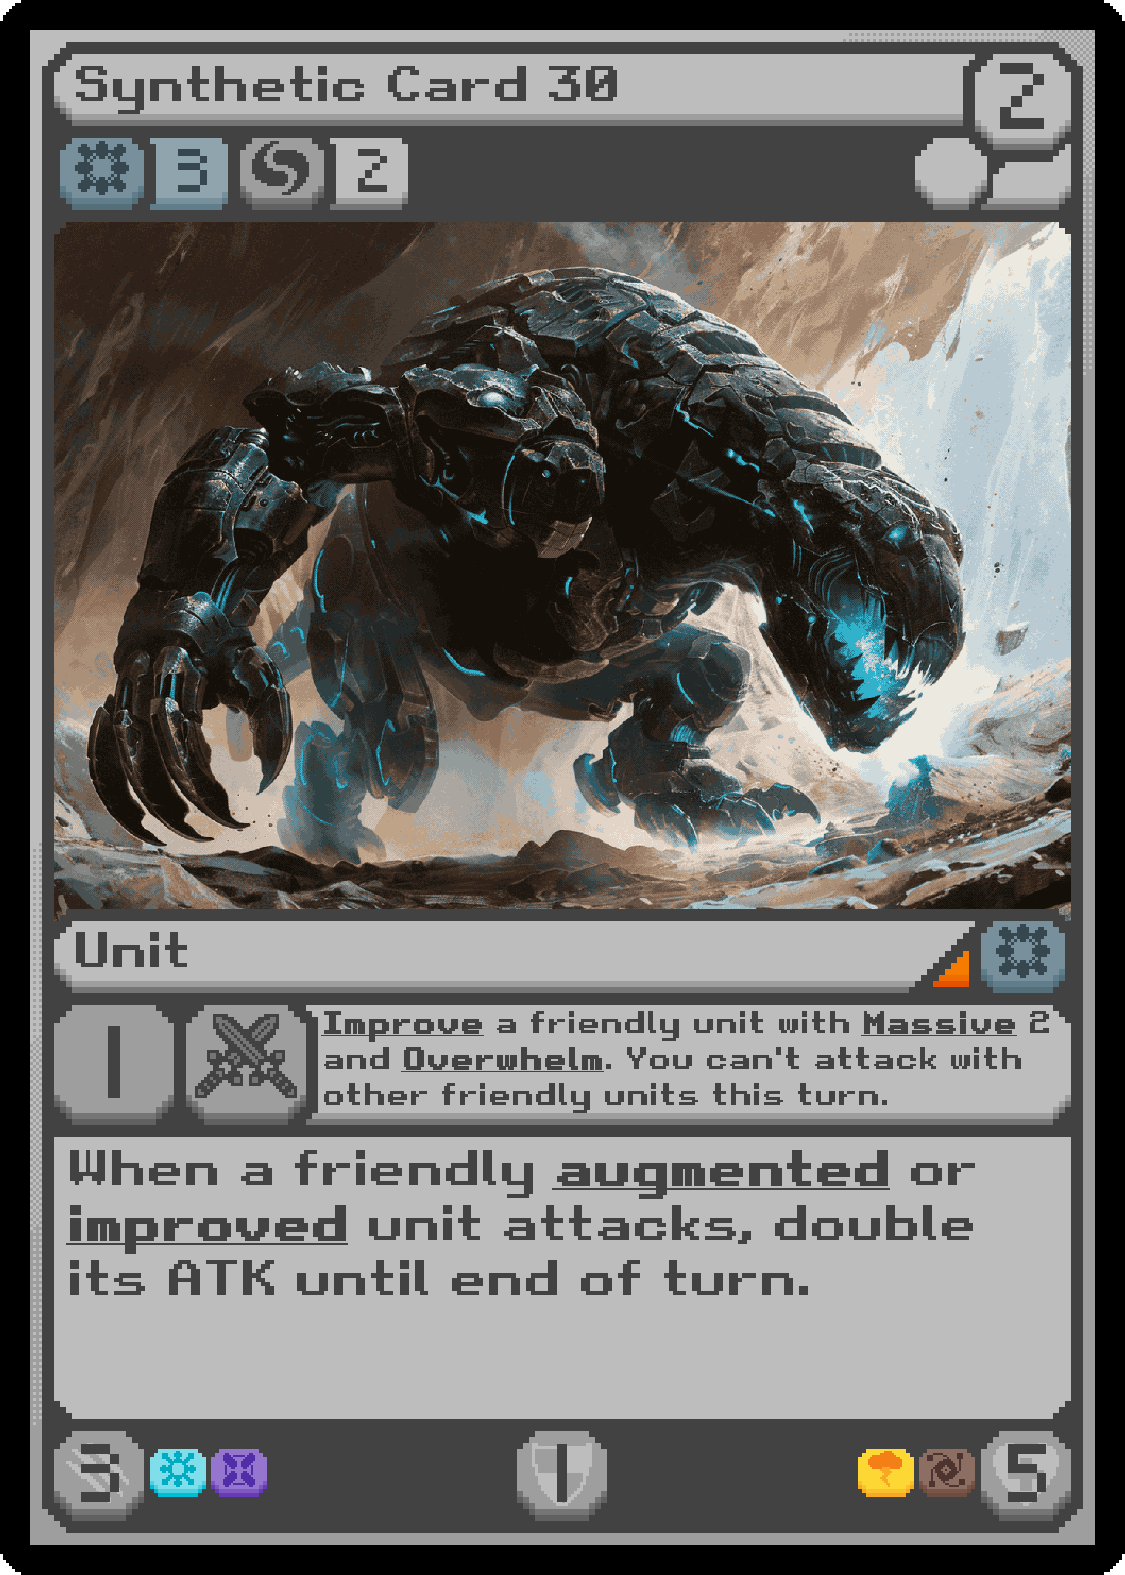 Synthetic Card 30
2
3 2
Unit
1
Improve a friendly unit with Massive 2
and Overwhelm. You can't attack with
other friendly units this turn.
When a friendly augmented or
improved unit attacks, double
its ATK until end of turn.
3 1 5